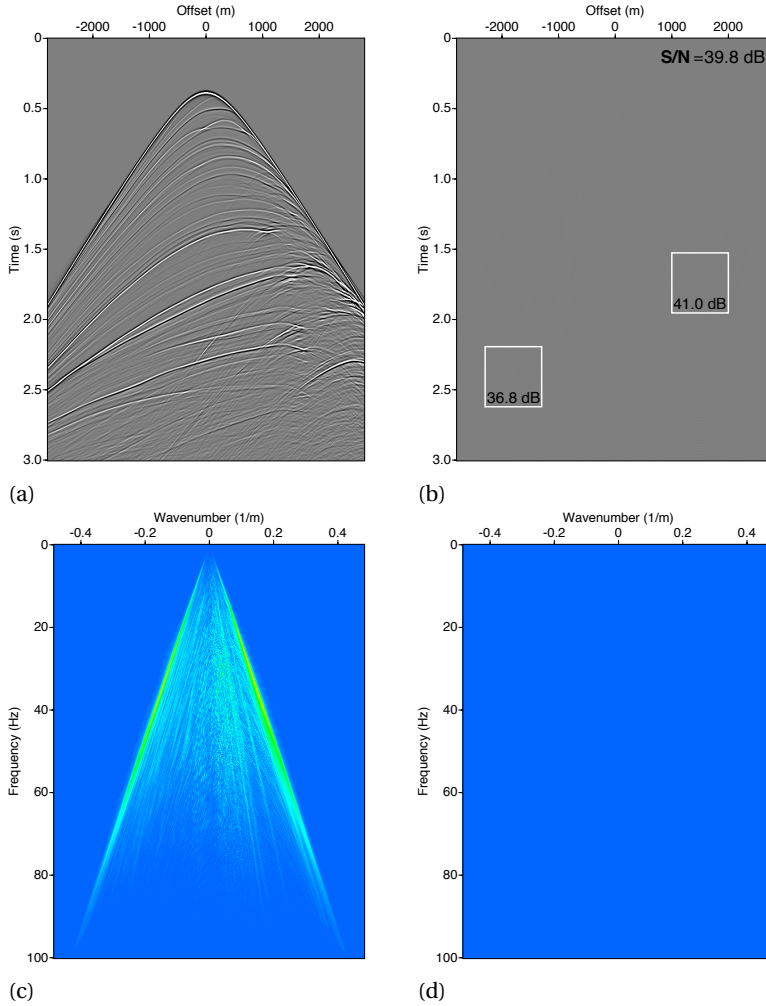 Offset (m)
-2000 -1000 0 1000 2000
0
0.5
1.0
1.5
2.0
2.5
3.0
Time (s)
(a)
Offset (m)
-2000 -1000 0 1000 2000
0
0.5
1.0
1.5
2.0
2.5
3.0
Time (s)
S/N =39.8 dB
41.0 dB
36.8 dB
(b)
Wavenumber (1/m)
-0.4 -0.2 0 0.2 0.4
0
20
40
60
80
100
Frequency (Hz)
(c)
Wavenumber (1/m)
-0.4 -0.2 0 0.2 0.4
0
20
40
60
80
100
Frequency (Hz)
(d)